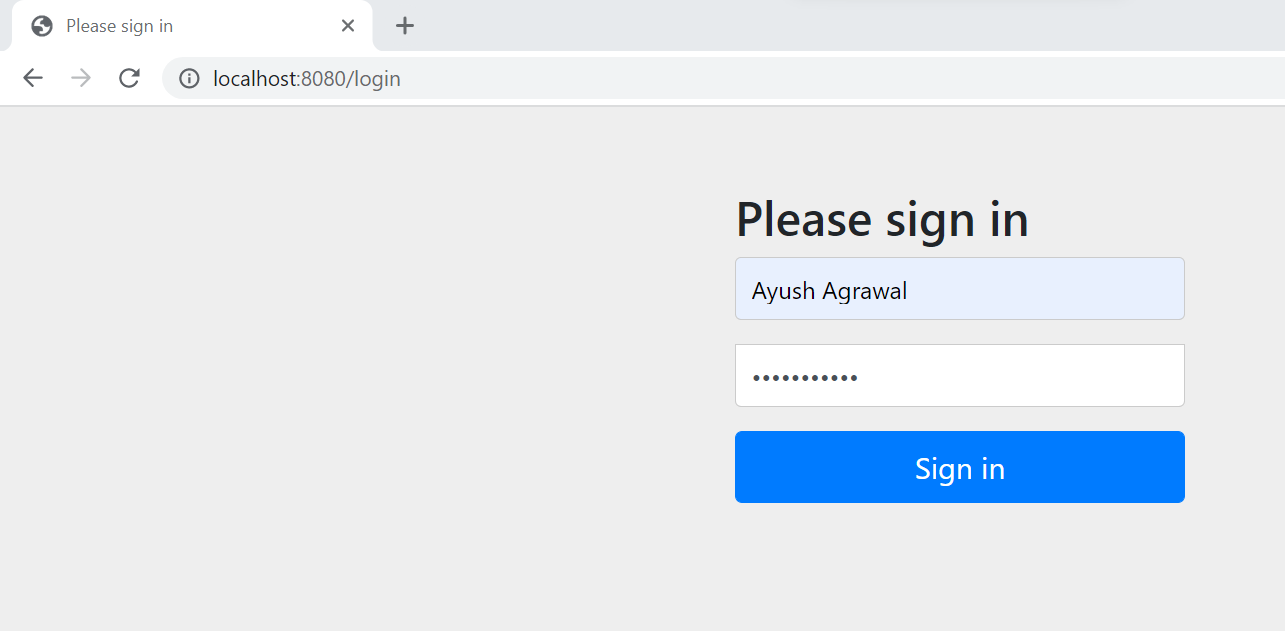 Please sign in
localhost:8080/login
Please sign in
Ayush Agrawal
•••••••••••
Sign in